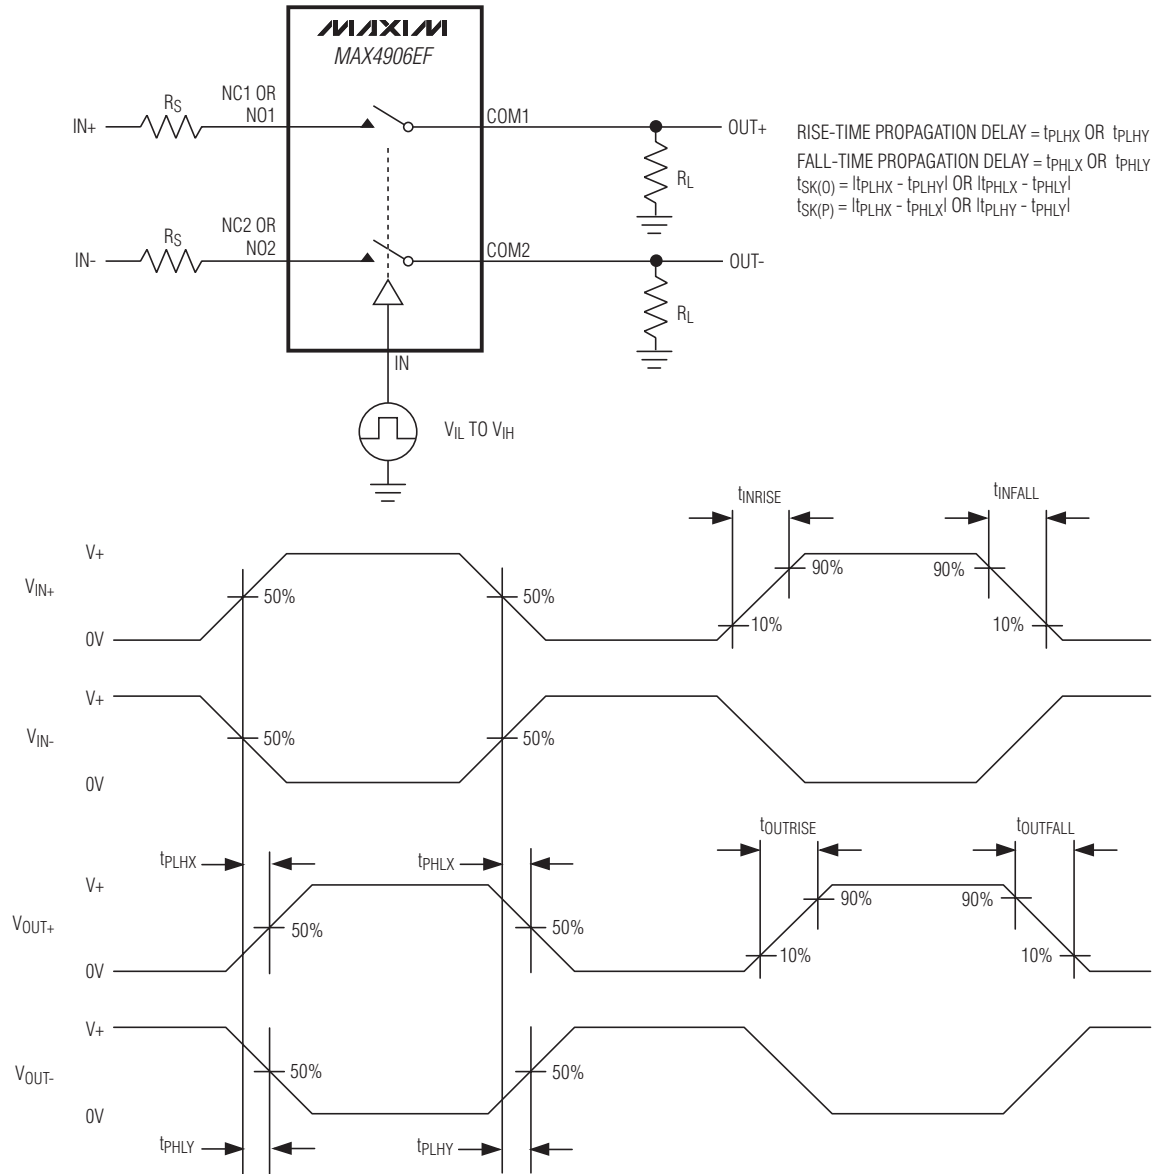 MAXIM
MAX4906EF
IN+
RS
NC1 OR
NO1
COM1
OUT+
RL
RISE-TIME PROPAGATION DELAY = tPLHX OR tPLHY
FALL-TIME PROPAGATION DELAY = tPHLX OR tPHLY
tSK(O) = |tPLHX - tPLHY| OR |tPHLX - tPHLY|
tSK(P) = |tPLHX - tPHLX| OR |tPLHY - tPHLY|
IN-
RS
NC2 OR
NO2
COM2
OUT-
RL
IN
VIL TO VIH
tINRISE
tINFALL
V+
VIN+
0V
50%
50%
90%
10%
90%
10%
V+
VIN-
0V
50%
50%
tOUTRISE
tOUTFALL
tPLHX
tPHLX
V+
VOUT+
0V
50%
50%
90%
10%
90%
10%
V+
VOUT-
0V
50%
50%
tPHLY
tPLHY